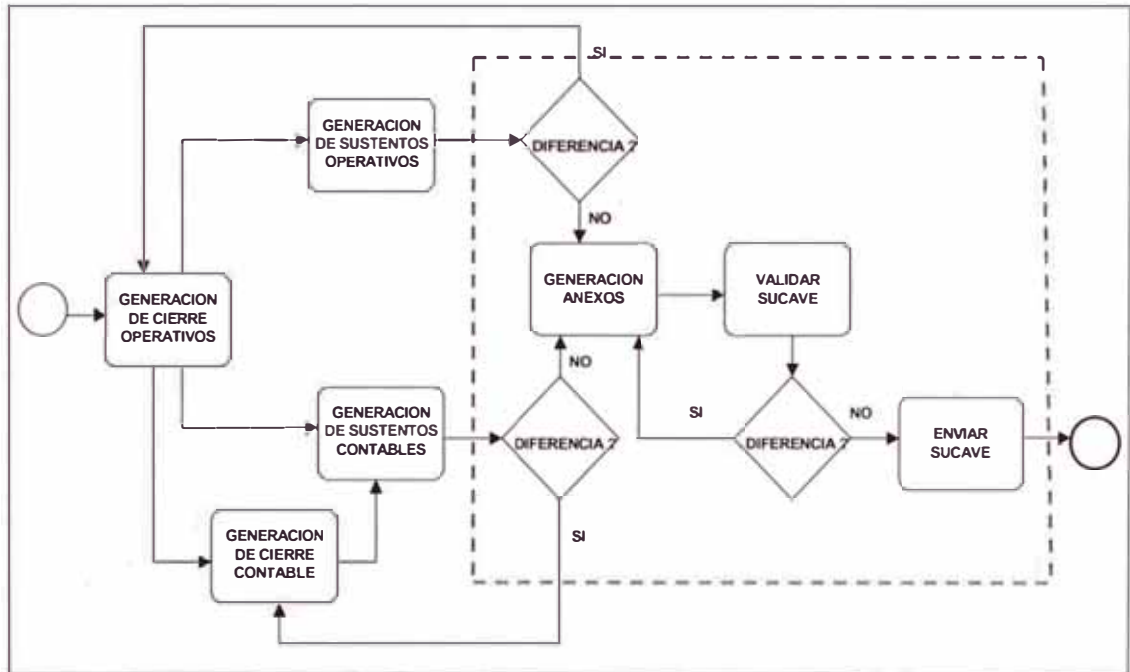 SI
GENERACION
DE SUSTENTOS
OPERATIVOS
DIFERENCIA ?
NO
GENERACION
DE CIERRE
OPERATIVOS
GENERACION
ANEXOS
VALIDAR
SUCAVE
NO
GENERACION
DE SUSTENTOS
CONTABLES
DIFERENCIA ?
SI
DIFERENCIA ?
NO
ENVIAR
SUCAVE
GENERACION
DE CIERRE
CONTABLE
SI